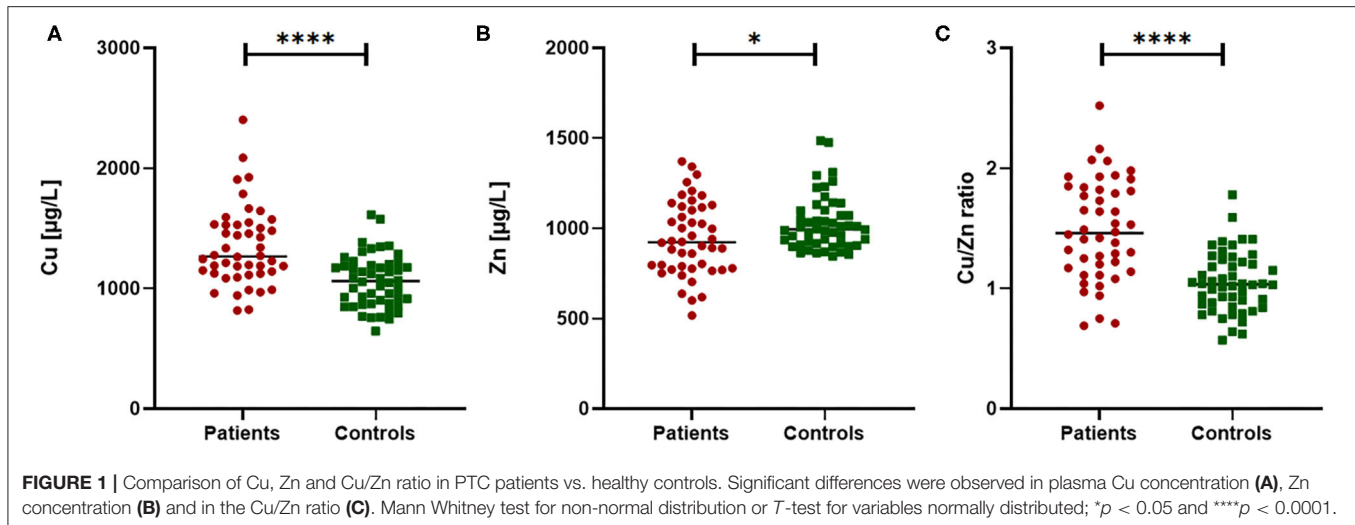 A
****
3000
2000
1000
0
Cu [µg/L]
Patients
Controls
B
*
2000
1500
1000
500
0
Zn [µg/L]
Patients
Controls
C
****
3
2
1
0
Cu/Zn ratio
Patients
Controls
FIGURE 1 | Comparison of Cu, Zn and Cu/Zn ratio in PTC patients vs. healthy controls. Significant differences were observed in plasma Cu concentration (A), Zn
concentration (B) and in the Cu/Zn ratio (C). Mann Whitney test for non-normal distribution or T-test for variables normally distributed; *p < 0.05 and ****p < 0.0001.